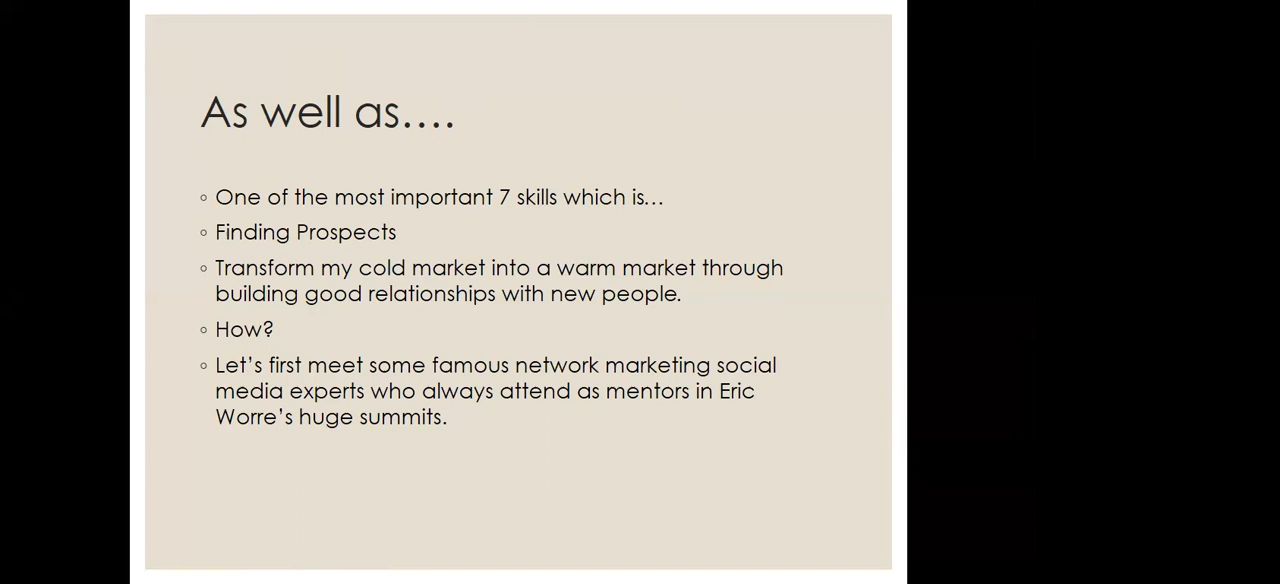 As well as....
◦ One of the most important 7 skills which is...
◦ Finding Prospects
◦ Transform my cold market into a warm market through
building good relationships with new people.
◦ How?
◦ Let's first meet some famous network marketing social
media experts who always attend as mentors in Eric
Worre's huge summits.